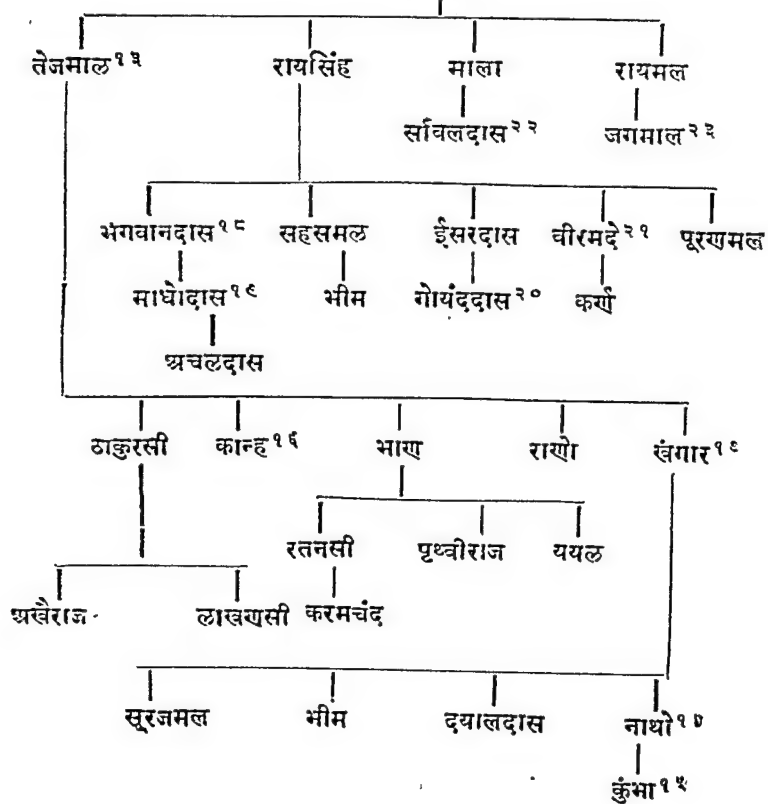 तेजमाल१३ रायसिंह माला रायमल
सांवलदास२२ जगमाल२३
भगवानदास१८ सहसमल ईसरदास वीरमदे२१ पूरणमल
माधोदास१९ भीम गोयंददास२० कर्ण
अचलदास
ठाकुरसी कान्ह१६ भाण राणो खंगार१६
रतनसी पृथ्वीराज ययल
अखैराज लाखणसी करमचंद
सूरजमल भीम दयालदास नाथो१७
कुंभा१५